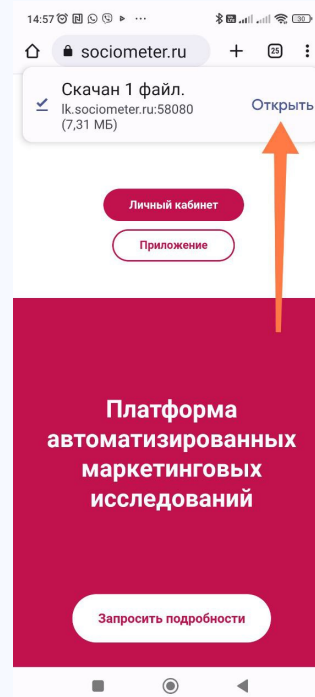 14:57
sociometer.ru
25
30
Скачан 1 файл.
lk.sociometer.ru:58080
(7,31 МБ)
Открыть
Личный кабинет
Приложение
Платформа
автоматизированных
маркетинговых
исследований
Запросить подробности